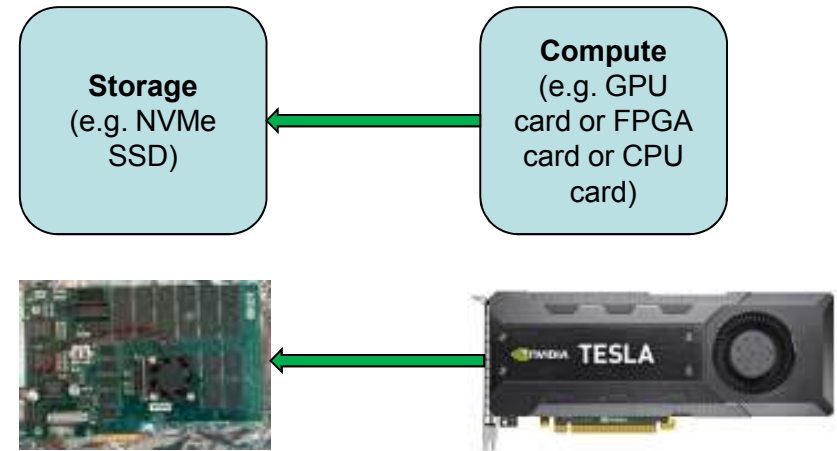 Storage
(e.g. NVMe
SSD)
Compute
(e.g. GPU
card or FPGA
card or CPU
card)
NVIDIA TESLA